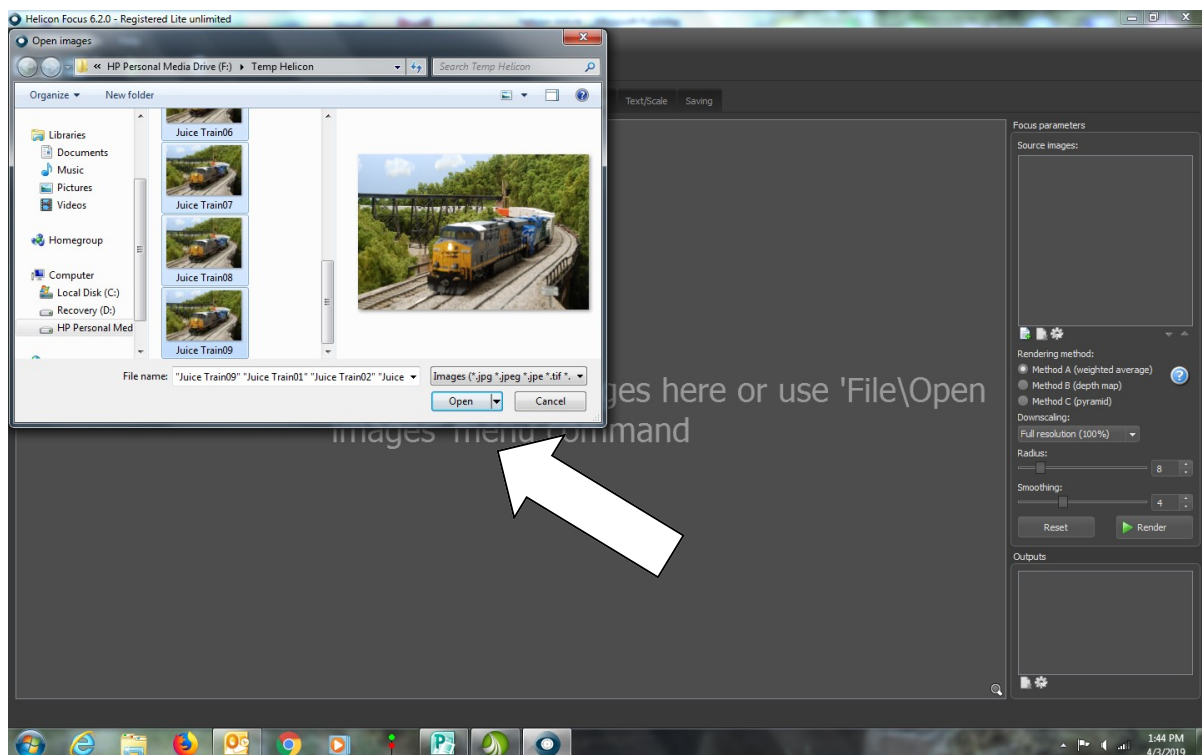 Helicon Focus 6.2.0 - Registered Lite unlimited
Open images
« HP Personal Media Drive (F:) ▸ Temp Helicon
Search Temp Helicon
Organize
New folder
Text/Scale
Saving
Libraries
Documents
Music
Pictures
Videos
Homegroup
Computer
Local Disk (C:)
Recovery (D:)
HP Personal Med
Juice Train06
Juice Train07
Juice Train08
Juice Train09
File name:
"Juice Train09" "Juice Train01" "Juice Train02" "Juice
Images (*.jpg *.jpeg *.jpe *.tif *.
Open
Cancel
ges here or use 'File\Open
images' menu command
Focus parameters
Source images:
Rendering method:
Method A (weighted average)
Method B (depth map)
Method C (pyramid)
Downscaling:
Full resolution (100%)
Radius:
8
Smoothing:
4
Reset
Render
Outputs
1:44 PM
4/3/2019